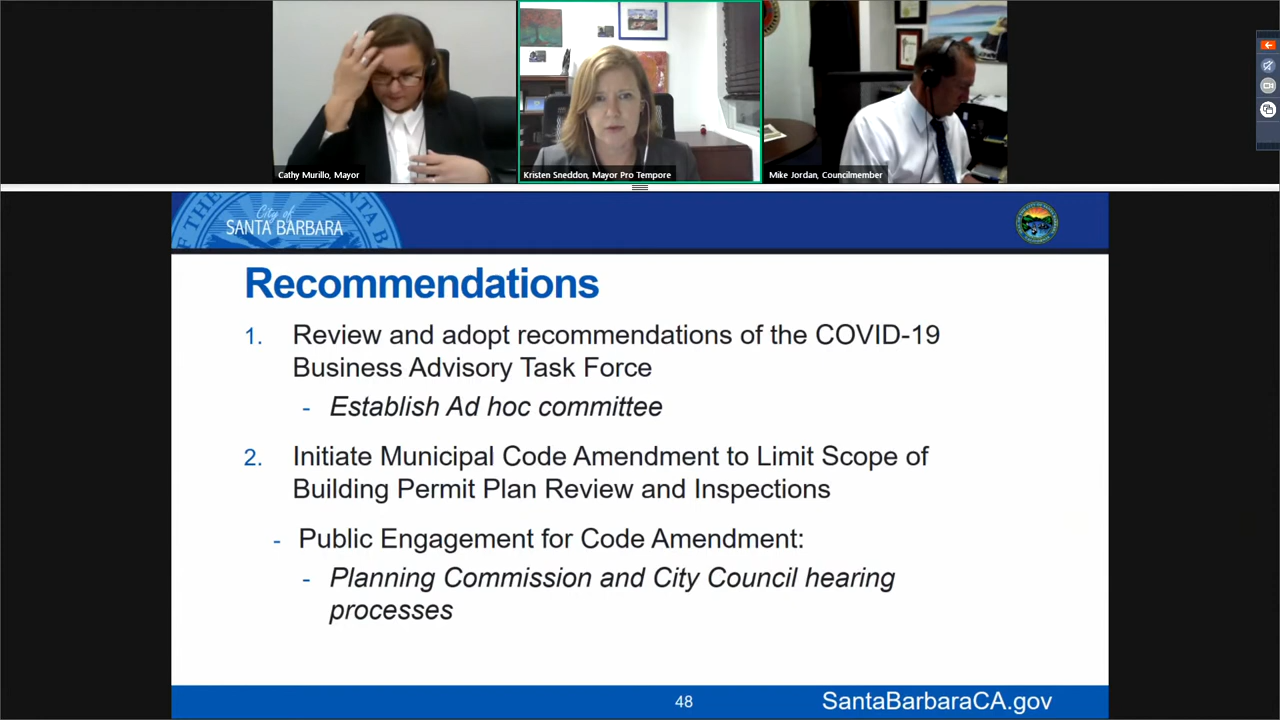 Cathy Murillo, Mayor
Kristen Sneddon, Mayor Pro Tempore
Mike Jordan, Councilmember
City of
SANTA BARBARA
Recommendations
1. Review and adopt recommendations of the COVID-19
Business Advisory Task Force
- Establish Ad hoc committee
2. Initiate Municipal Code Amendment to Limit Scope of
Building Permit Plan Review and Inspections
- Public Engagement for Code Amendment:
- Planning Commission and City Council hearing
processes
48
SantaBarbaraCA.gov